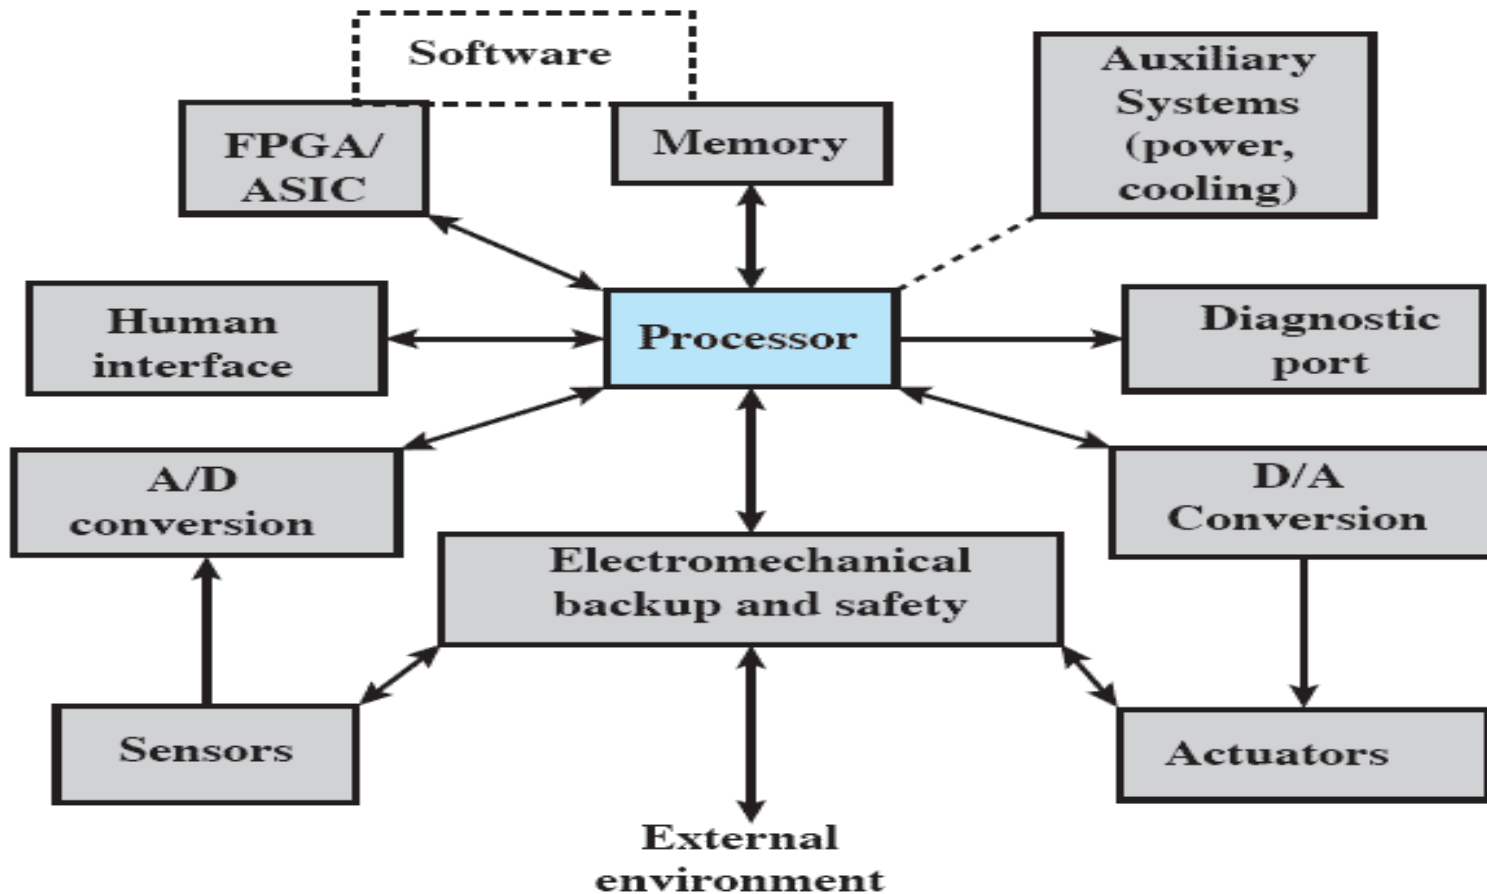 Software
FPGA/
ASIC
Memory
Auxiliary
Systems
(power,
cooling)
Human
interface
Processor
Diagnostic
port
A/D
conversion
D/A
Conversion
Electromechanical
backup and safety
Sensors
Actuators
External
environment